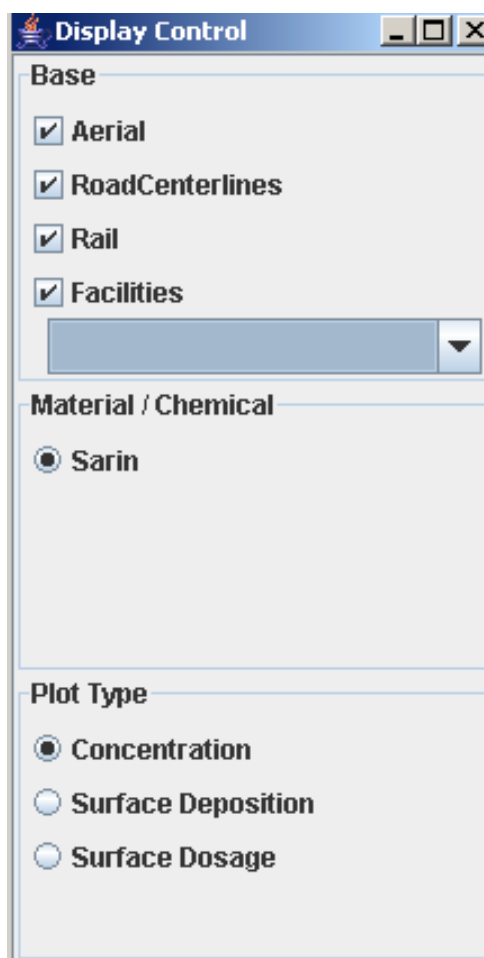 Display Control
Base
Aerial
RoadCenterlines
Rail
Facilities
Material / Chemical
Sarin
Plot Type
Concentration
Surface Deposition
Surface Dosage